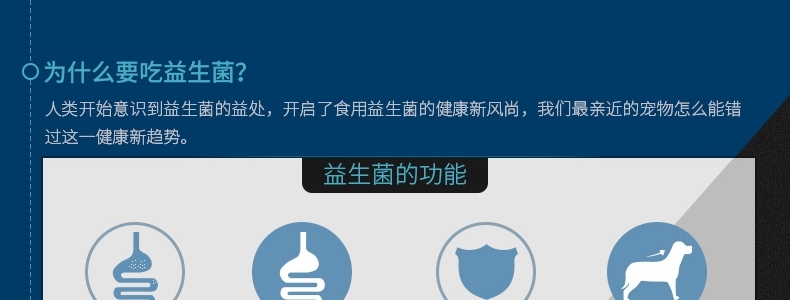 为什么要吃益生菌？
人类开始意识到益生菌的益处，开启了食用益生菌的健康新风尚，我们最亲近的宠物怎么能错
过这一健康新趋势。
益生菌的功能